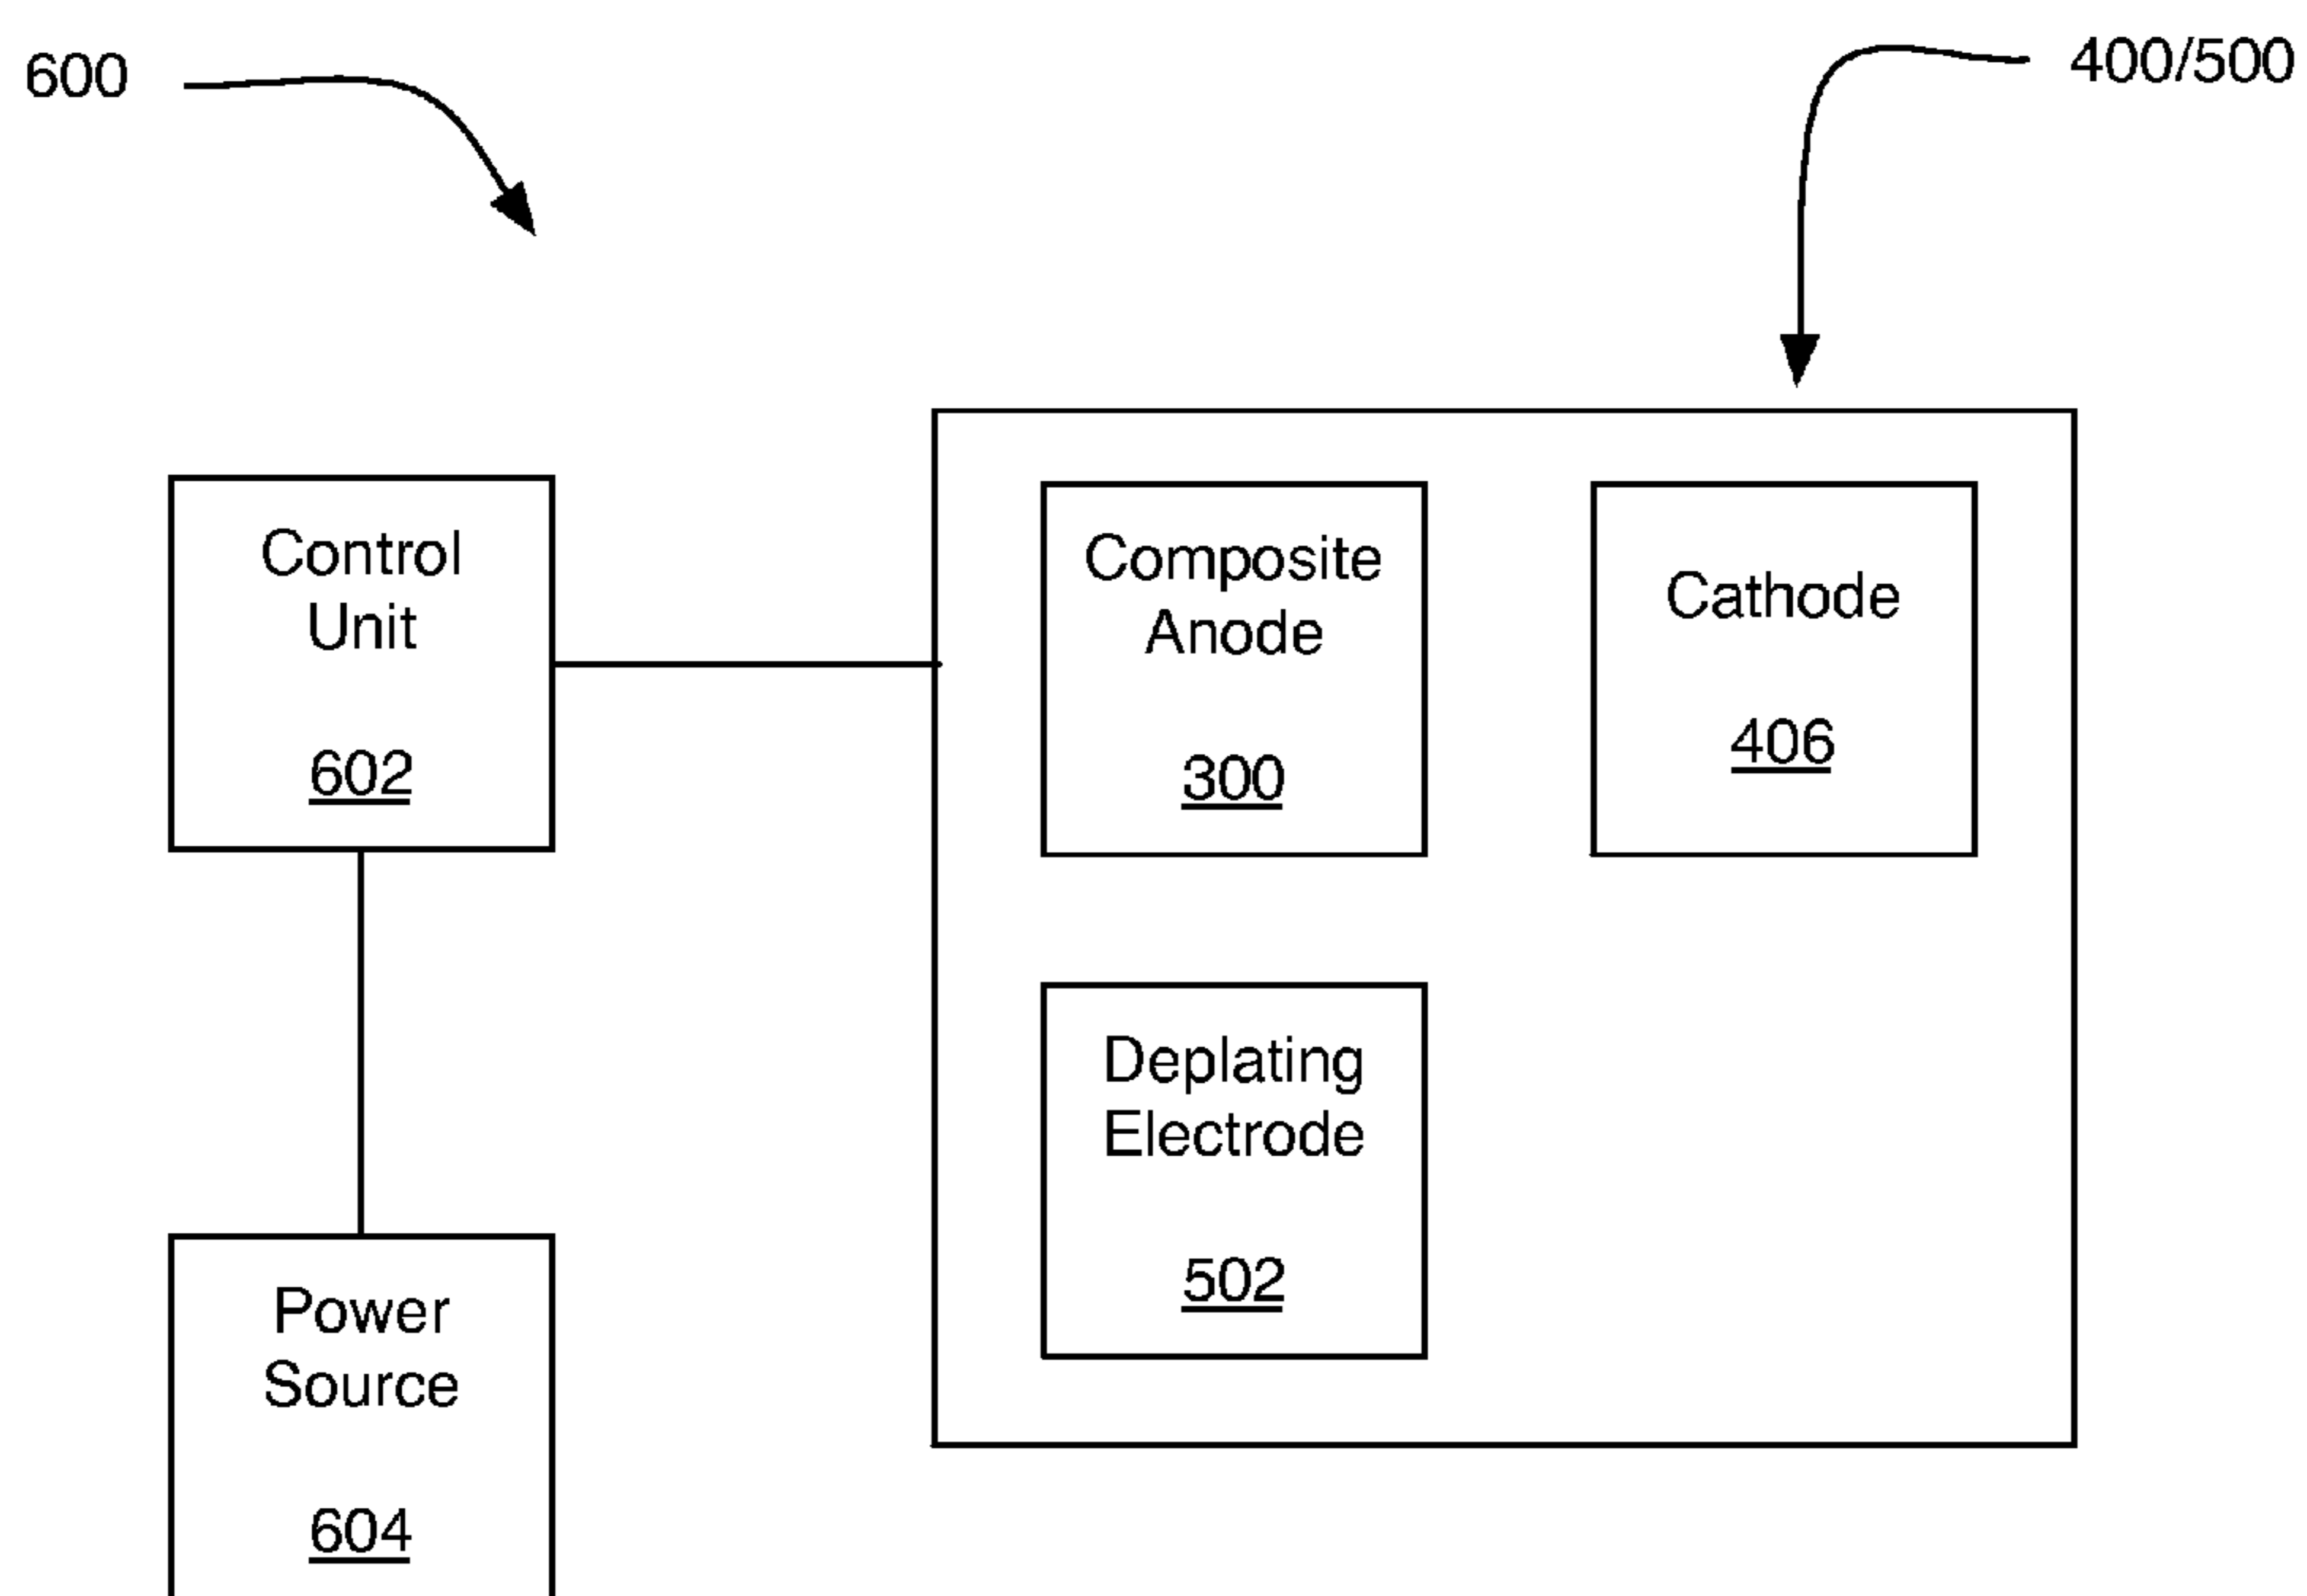 600
400/500
Control
Unit
602
Composite
Anode
300
Cathode
406
Deplating
Electrode
502
Power
Source
604